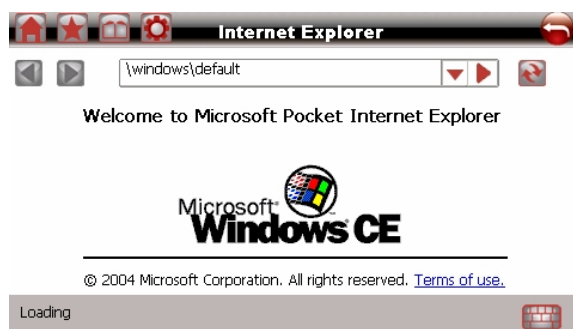 Internet Explorer
\windows\default
Welcome to Microsoft Pocket Internet Explorer
Microsoft
Windows CE
© 2004 Microsoft Corporation. All rights reserved. Terms of use.
Loading